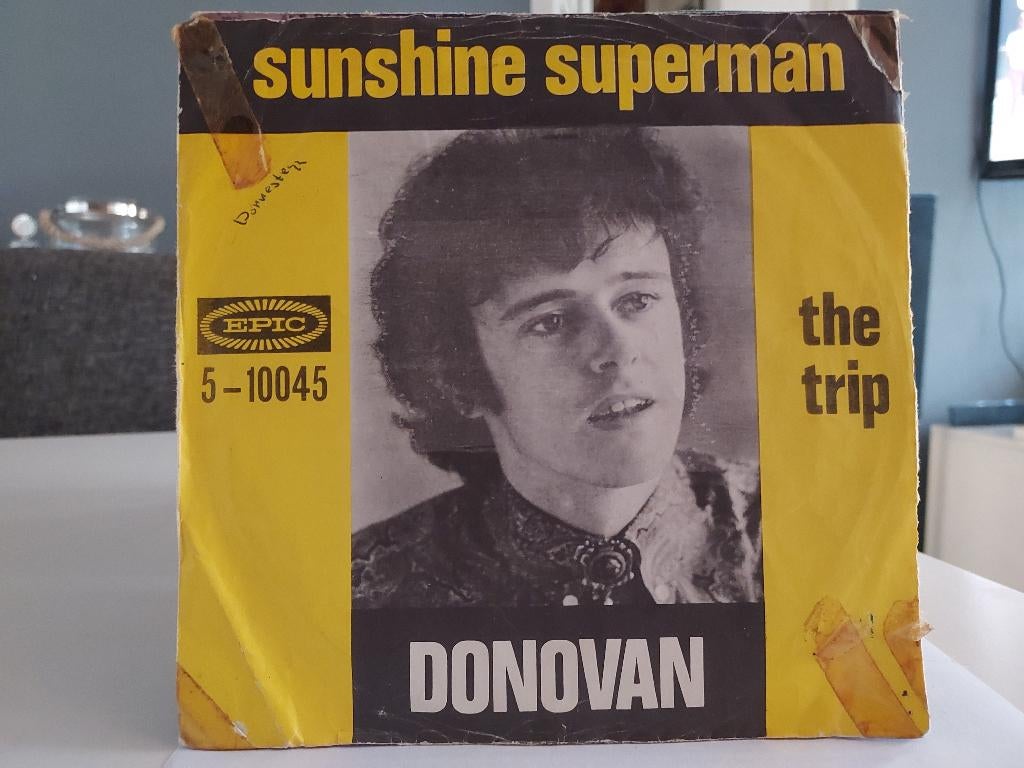 sunshine superman
EPIC
5-10045
the
trip
DONOVAN